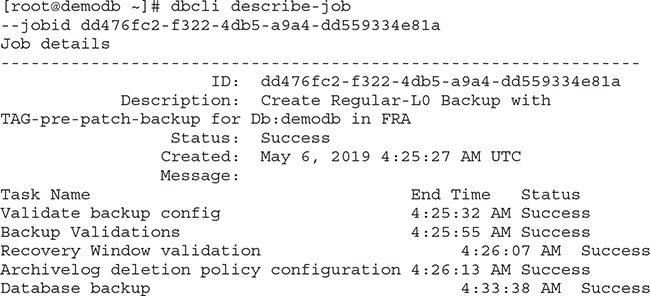 [root@demodb ~]# dbcli describe-job
--jobid dd476fc2-f322-4db5-a9a4-dd559334e81a
Job details
----------------------------------------------------------------
ID: dd476fc2-f322-4db5-a9a4-dd559334e81a
Description: Create Regular-L0 Backup with
TAG-pre-patch-backup for Db:demodb in FRA
Status: Success
Created: May 6, 2019 4:25:27 AM UTC
Message:
Task Name End Time Status
Validate backup config 4:25:32 AM Success
Backup Validations 4:25:55 AM Success
Recovery Window validation 4:26:07 AM Success
Archivelog deletion policy configuration 4:26:13 AM Success
Database backup 4:33:38 AM Success